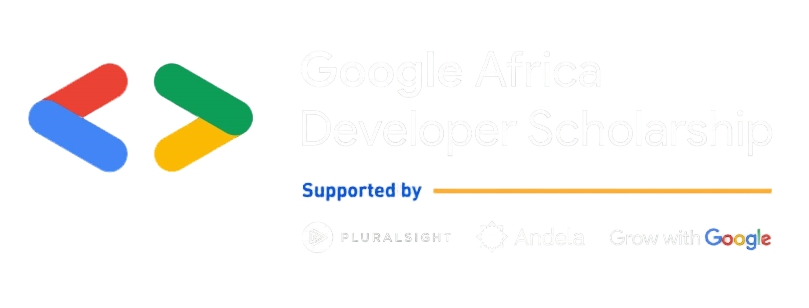 Google Africa
Developer Scholarship
Supported by
PLURALSIGHT Andela Grow with Google